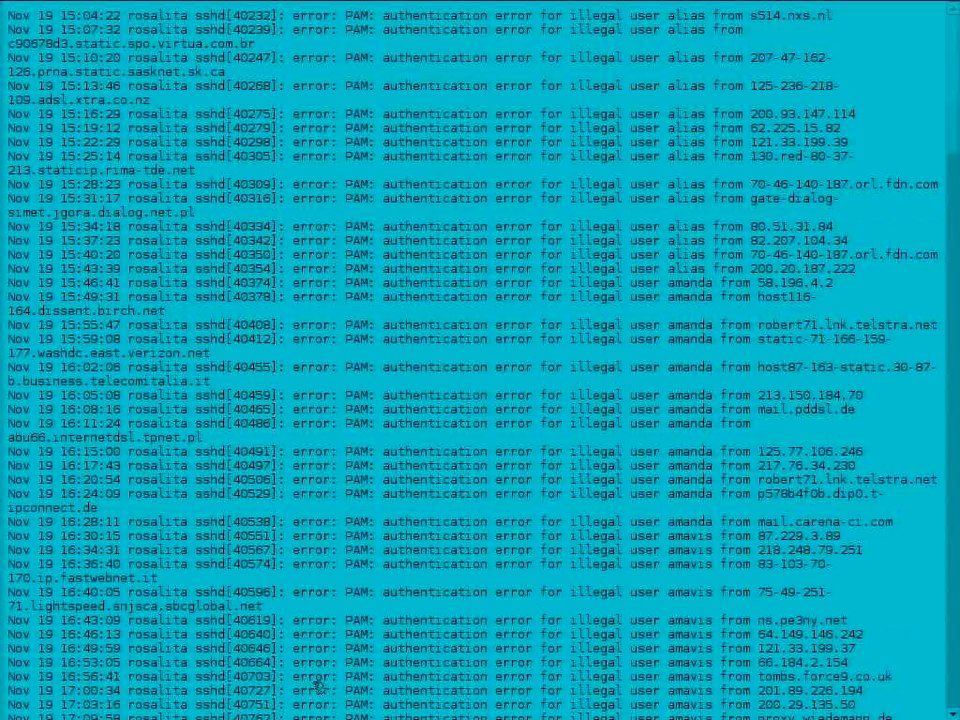 Nov 19 15:04:22 rosalita sshd[40232]: error: PAM: authentication error for illegal user alias from s514.nxs.nl
Nov 19 15:07:32 rosalita sshd[40239]: error: PAM: authentication error for illegal user alias from
c90678d3.static.spo.virtua.com.br
Nov 19 15:10:20 rosalita sshd[40247]: error: PAM: authentication error for illegal user alias from 207-47-162-
126.prna.static.sasknet.sk.ca
Nov 19 15:13:46 rosalita sshd[40268]: error: PAM: authentication error for illegal user alias from 125-236-218-
109.adsl.xtra.co.nz
Nov 19 15:16:29 rosalita sshd[40275]: error: PAM: authentication error for illegal user alias from 200.93.147.114
Nov 19 15:19:12 rosalita sshd[40279]: error: PAM: authentication error for illegal user alias from 62.225.15.82
Nov 19 15:22:29 rosalita sshd[40298]: error: PAM: authentication error for illegal user alias from 121.33.199.39
Nov 19 15:25:14 rosalita sshd[40305]: error: PAM: authentication error for illegal user alias from 130.red-80-37-
213.staticip.rima-tde.net
Nov 19 15:28:23 rosalita sshd[40309]: error: PAM: authentication error for illegal user alias from 70-46-140-187.orl.fdn.com
Nov 19 15:31:17 rosalita sshd[40316]: error: PAM: authentication error for illegal user alias from gate-dialog-
simet.jgora.dialog.net.pl
Nov 19 15:34:18 rosalita sshd[40334]: error: PAM: authentication error for illegal user alias from 80.51.31.84
Nov 19 15:37:23 rosalita sshd[40342]: error: PAM: authentication error for illegal user alias from 82.207.104.34
Nov 19 15:40:20 rosalita sshd[40350]: error: PAM: authentication error for illegal user alias from 70-46-140-187.orl.fdn.com
Nov 19 15:43:39 rosalita sshd[40354]: error: PAM: authentication error for illegal user alias from 200.20.187.222
Nov 19 15:46:41 rosalita sshd[40374]: error: PAM: authentication error for illegal user amanda from 58.196.4.2
Nov 19 15:49:31 rosalita sshd[40378]: error: PAM: authentication error for illegal user amanda from host116-
164.dissent.birch.net
Nov 19 15:55:47 rosalita sshd[40408]: error: PAM: authentication error for illegal user amanda from robert71.lnk.telstra.net
Nov 19 15:59:08 rosalita sshd[40412]: error: PAM: authentication error for illegal user amanda from static-71-166-159-
177.washdc.east.verizon.net
Nov 19 16:02:06 rosalita sshd[40455]: error: PAM: authentication error for illegal user amanda from host87-163-static.30-87-
b.business.telecomitalia.it
Nov 19 16:05:08 rosalita sshd[40459]: error: PAM: authentication error for illegal user amanda from 213.150.184.70
Nov 19 16:08:16 rosalita sshd[40465]: error: PAM: authentication error for illegal user amanda from mail.pddsl.de
Nov 19 16:11:24 rosalita sshd[40486]: error: PAM: authentication error for illegal user amanda from
abu66.internetdsl.tpnet.pl
Nov 19 16:15:00 rosalita sshd[40491]: error: PAM: authentication error for illegal user amanda from 125.77.106.246
Nov 19 16:17:43 rosalita sshd[40497]: error: PAM: authentication error for illegal user amanda from 217.76.34.230
Nov 19 16:20:54 rosalita sshd[40506]: error: PAM: authentication error for illegal user amanda from robert71.lnk.telstra.net
Nov 19 16:24:09 rosalita sshd[40529]: error: PAM: authentication error for illegal user amanda from p578b4f0b.dip0.t-
ipconnect.de
Nov 19 16:28:11 rosalita sshd[40538]: error: PAM: authentication error for illegal user amanda from mail.carena-ci.com
Nov 19 16:30:15 rosalita sshd[40551]: error: PAM: authentication error for illegal user amavis from 87.229.3.89
Nov 19 16:34:31 rosalita sshd[40567]: error: PAM: authentication error for illegal user amavis from 218.248.79.251
Nov 19 16:36:40 rosalita sshd[40574]: error: PAM: authentication error for illegal user amavis from 83-103-70-
170.ip.fastwebnet.it
Nov 19 16:40:05 rosalita sshd[40596]: error: PAM: authentication error for illegal user amavis from 75-49-251-
71.lightspeed.snjsca.sbcglobal.net
Nov 19 16:43:09 rosalita sshd[40619]: error: PAM: authentication error for illegal user amavis from ns.pe3ny.net
Nov 19 16:46:13 rosalita sshd[40640]: error: PAM: authentication error for illegal user amavis from 64.149.146.242
Nov 19 16:49:59 rosalita sshd[40646]: error: PAM: authentication error for illegal user amavis from 121.33.199.37
Nov 19 16:53:05 rosalita sshd[40664]: error: PAM: authentication error for illegal user amavis from 66.184.2.154
Nov 19 16:56:41 rosalita sshd[40703]: error: PAM: authentication error for illegal user amavis from tombs.force9.co.uk
Nov 19 17:00:34 rosalita sshd[40727]: error: PAM: authentication error for illegal user amavis from 201.89.226.194
Nov 19 17:03:16 rosalita sshd[40751]: error: PAM: authentication error for illegal user amavis from 200.29.135.50
Nov 19 17:09:58 rosalita sshd[40762]: error: PAM: authentication error for illegal user amavis from proxy.wiedemann.de